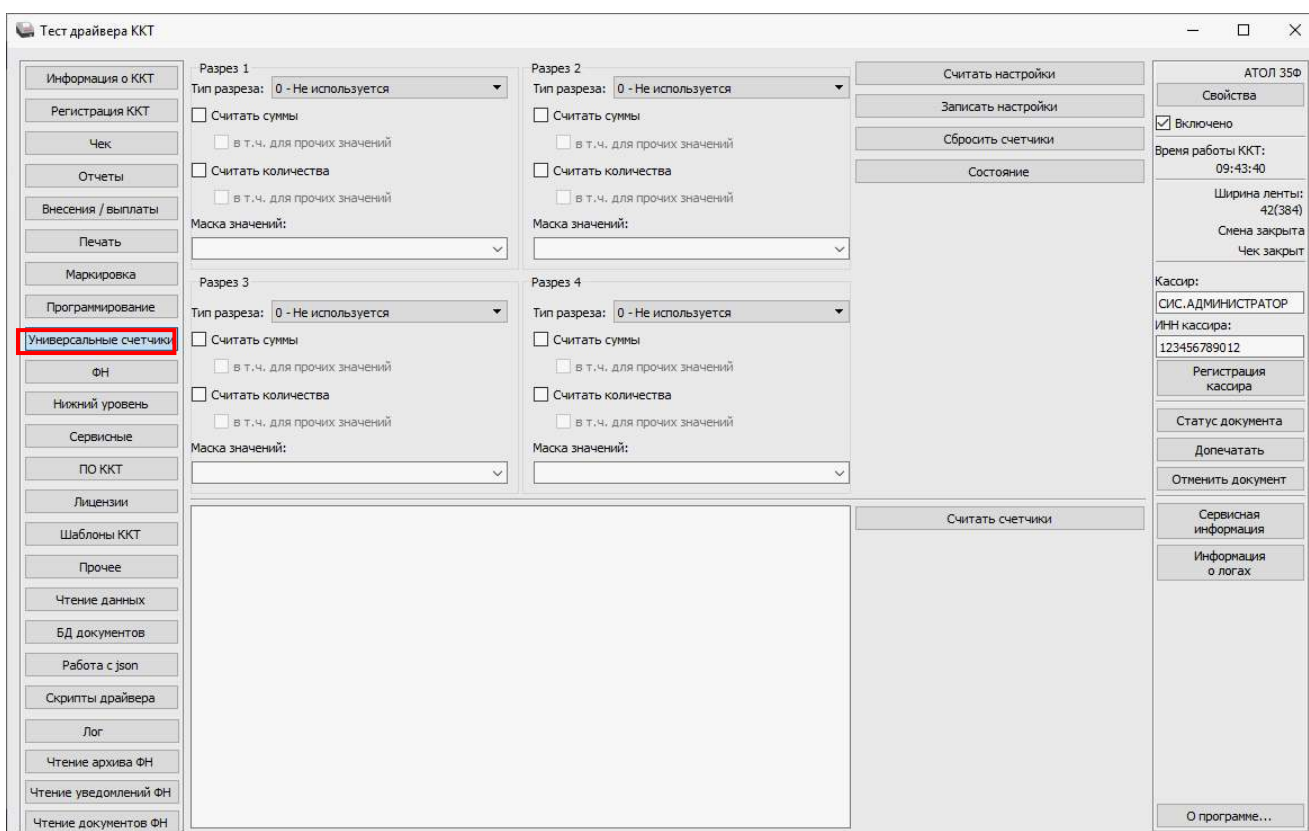 Тест драйвера ККТ
Информация о ККТ
Регистрация ККТ
Чек
Отчеты
Внесения / выплаты
Печать
Маркировка
Программирование
Универсальные счетчики
ФН
Нижний уровень
Сервисные
ПО ККТ
Лицензии
Шаблоны ККТ
Прочее
Чтение данных
БД документов
Работа с json
Скрипты драйвера
Лог
Чтение архива ФН
Чтение уведомлений ФН
Чтение документов ФН
Разрез 1
Тип разреза: 0 - Не используется
Считать суммы
в т.ч. для прочих значений
Считать количества
в т.ч. для прочих значений
Маска значений:
Разрез 2
Тип разреза: 0 - Не используется
Считать суммы
в т.ч. для прочих значений
Считать количества
в т.ч. для прочих значений
Маска значений:
Разрез 3
Тип разреза: 0 - Не используется
Считать суммы
в т.ч. для прочих значений
Считать количества
в т.ч. для прочих значений
Маска значений:
Разрез 4
Тип разреза: 0 - Не используется
Считать суммы
в т.ч. для прочих значений
Считать количества
в т.ч. для прочих значений
Маска значений:
Считать настройки
Записать настройки
Сбросить счетчики
Состояние
Считать счетчики
АТОЛ 35Ф
Свойства
Включено
Время работы ККТ:
09:43:40
Ширина ленты:
42(384)
Смена закрыта
Чек закрыт
Кассир:
СИС.АДМИНИСТРАТОР
ИНН кассира:
123456789012
Регистрация
кассира
Статус документа
Допечатать
Отменить документ
Сервисная
информация
Информация
о логах
О программе...